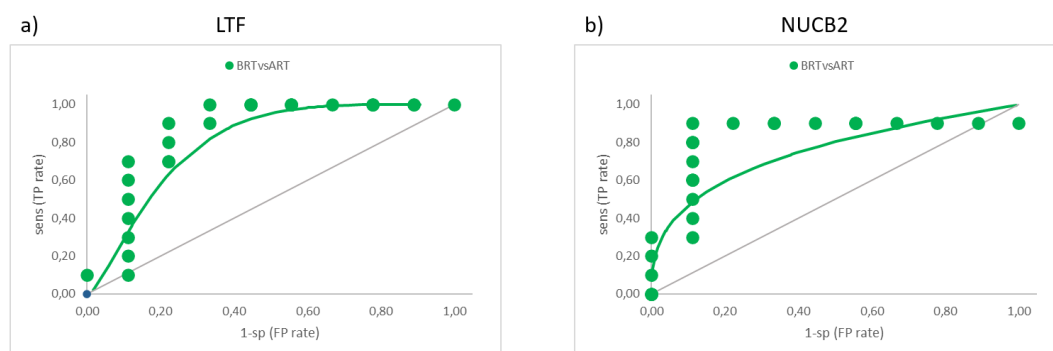 a) LTF
BRTvsART
1,00
0,80
0,60
0,40
0,20
0,00
sens (TP rate)
0,00 0,20 0,40 0,60 0,80 1,00
1-sp (FP rate)
b) NUCB2
BRTvsART
1,00
0,80
0,60
0,40
0,20
0,00
sens (TP rate)
0,00 0,20 0,40 0,60 0,80 1,00
1-sp (FP rate)